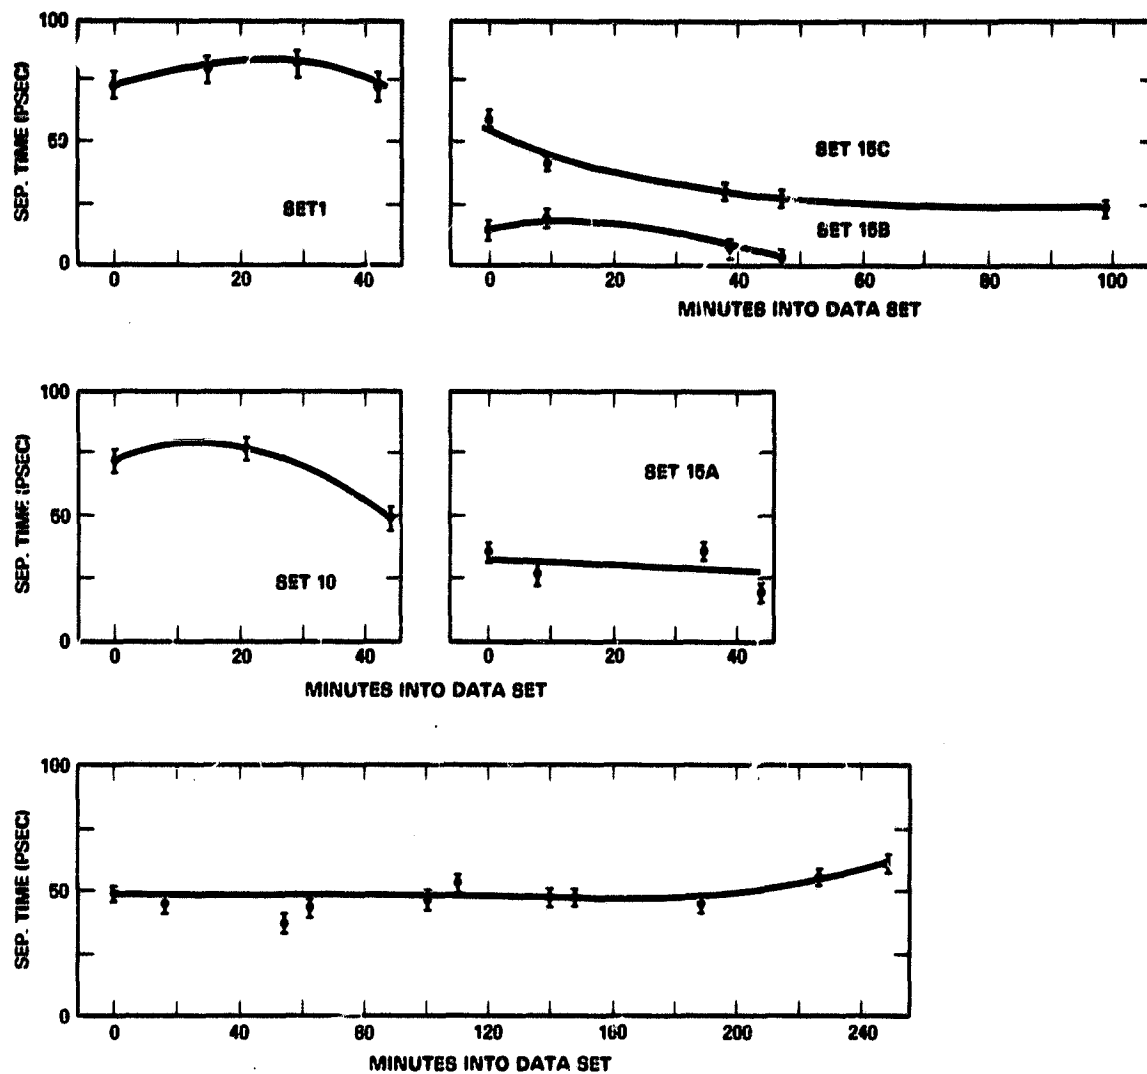 100
50
0
SEP. TIME (PSEC)
SET1
0 20 40
SET 15C
SET 15B
0 20 40 60 80 100
MINUTES INTO DATA SET
100
50
0
SEP. TIME (PSEC)
SET 10
0 20 40
SET 15A
0 20 40
MINUTES INTO DATA SET
100
50
0
SEP. TIME (PSEC)
0 40 80 120 160 200 240
MINUTES INTO DATA SET